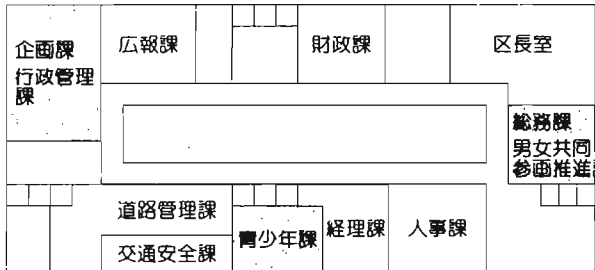 企画課
行政管理
課
広報課
財政課
区長室
総務課
男女共同
参画推進
道路管理課
交通安全課
青少年課
経理課
人事課